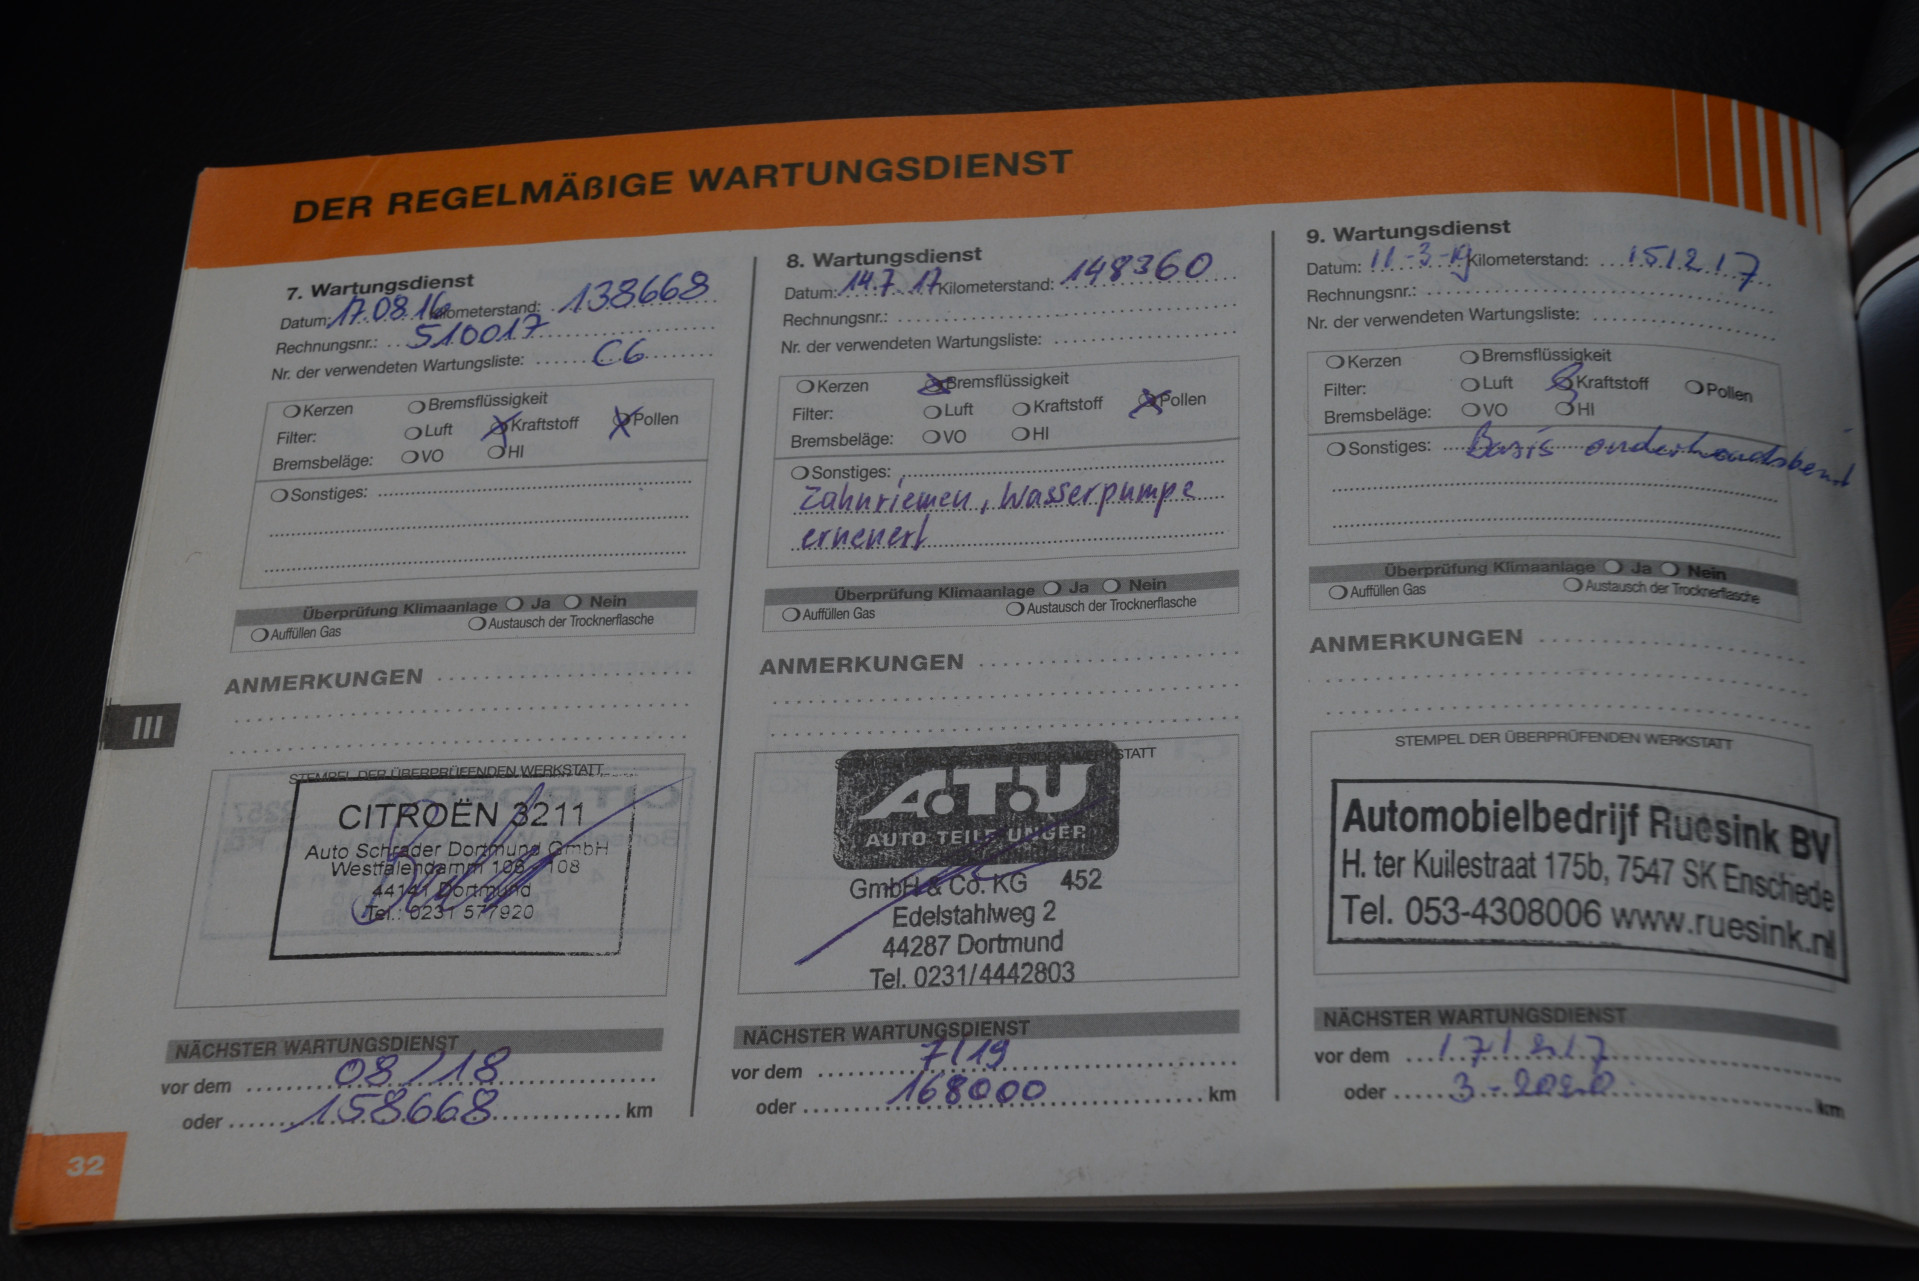 DER REGELMÄßIGE WARTUNGSDIENST
7. Wartungsdienst
Datum: 17.08.16 Kilometerstand: 138668
Rechnungsnr.: 510017
Nr. der verwendeten Wartungsliste: C6
Kerzen Bremsflüssigkeit
Filter: Luft Kraftstoff Pollen
Bremsbeläge: VO HI
Sonstiges:
Überprüfung Klimaanlage Ja Nein
Auffüllen Gas Austausch der Trocknerflasche
ANMERKUNGEN
STEMPEL DER ÜBERPRÜFENDEN WERKSTATT
CITROËN 3211
Auto Schrader Dortmund GmbH
Westfalendamm 106 - 108
44141 Dortmund
Tel.: 0231 577920
NÄCHSTER WARTUNGSDIENST
vor dem 08/18
oder 158668 km
8. Wartungsdienst
Datum: 14.7.17 Kilometerstand: 148360
Rechnungsnr.:
Nr. der verwendeten Wartungsliste:
Kerzen Bremsflüssigkeit
Filter: Luft Kraftstoff Pollen
Bremsbeläge: VO HI
Sonstiges:
Zahnriemen, Wasserpumpe
erneuert
Überprüfung Klimaanlage Ja Nein
Auffüllen Gas Austausch der Trocknerflasche
ANMERKUNGEN
A.T.U
AUTO TEILE UNGER
GmbH & Co. KG 452
Edelstahlweg 2
44287 Dortmund
Tel. 0231/4442803
NÄCHSTER WARTUNGSDIENST
vor dem 7/19
oder 168000 km
9. Wartungsdienst
Datum: 11-3-19 Kilometerstand: 151217
Rechnungsnr.:
Nr. der verwendeten Wartungsliste:
Kerzen Bremsflüssigkeit
Filter: Luft Kraftstoff Pollen
Bremsbeläge: VO HI
Sonstiges: Basis onderhoudsbeurt
Überprüfung Klimaanlage Ja Nein
Auffüllen Gas Austausch der Trocknerflasche
ANMERKUNGEN
STEMPEL DER ÜBERPRÜFENDEN WERKSTATT
Automobielbedrijf Ruesink BV
H. ter Kuilestraat 175b, 7547 SK Enschede
Tel. 053-4308006 www.ruesink.nl
NÄCHSTER WARTUNGSDIENST
vor dem 171217
oder 3-2020 km
III
32